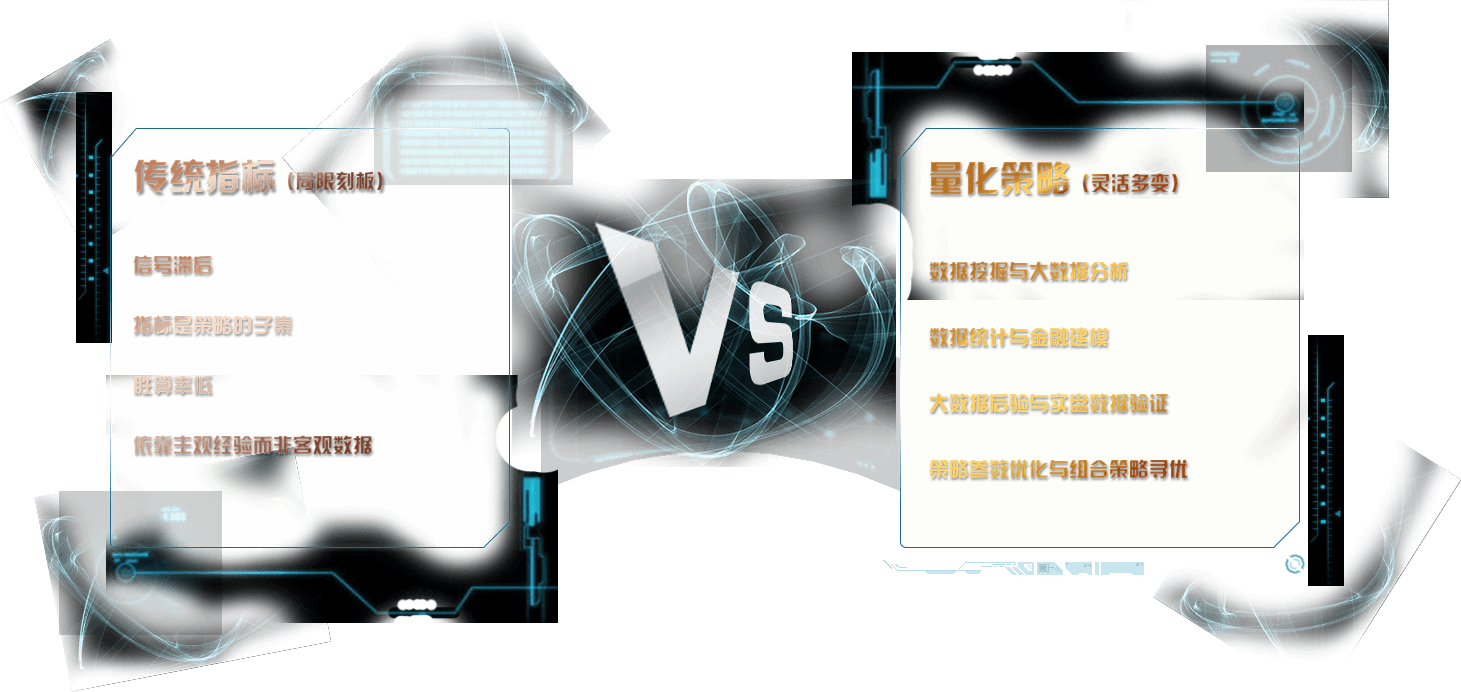 传统指标（局限刻板）
信号滞后
指标是策略的子集
胜算率低
依靠主观经验而非客观数据
VS
量化策略（灵活多变）
数据挖掘与大数据分析
数据统计与金融建模
大数据后验与实盘数据验证
策略参数优化与组合策略寻优